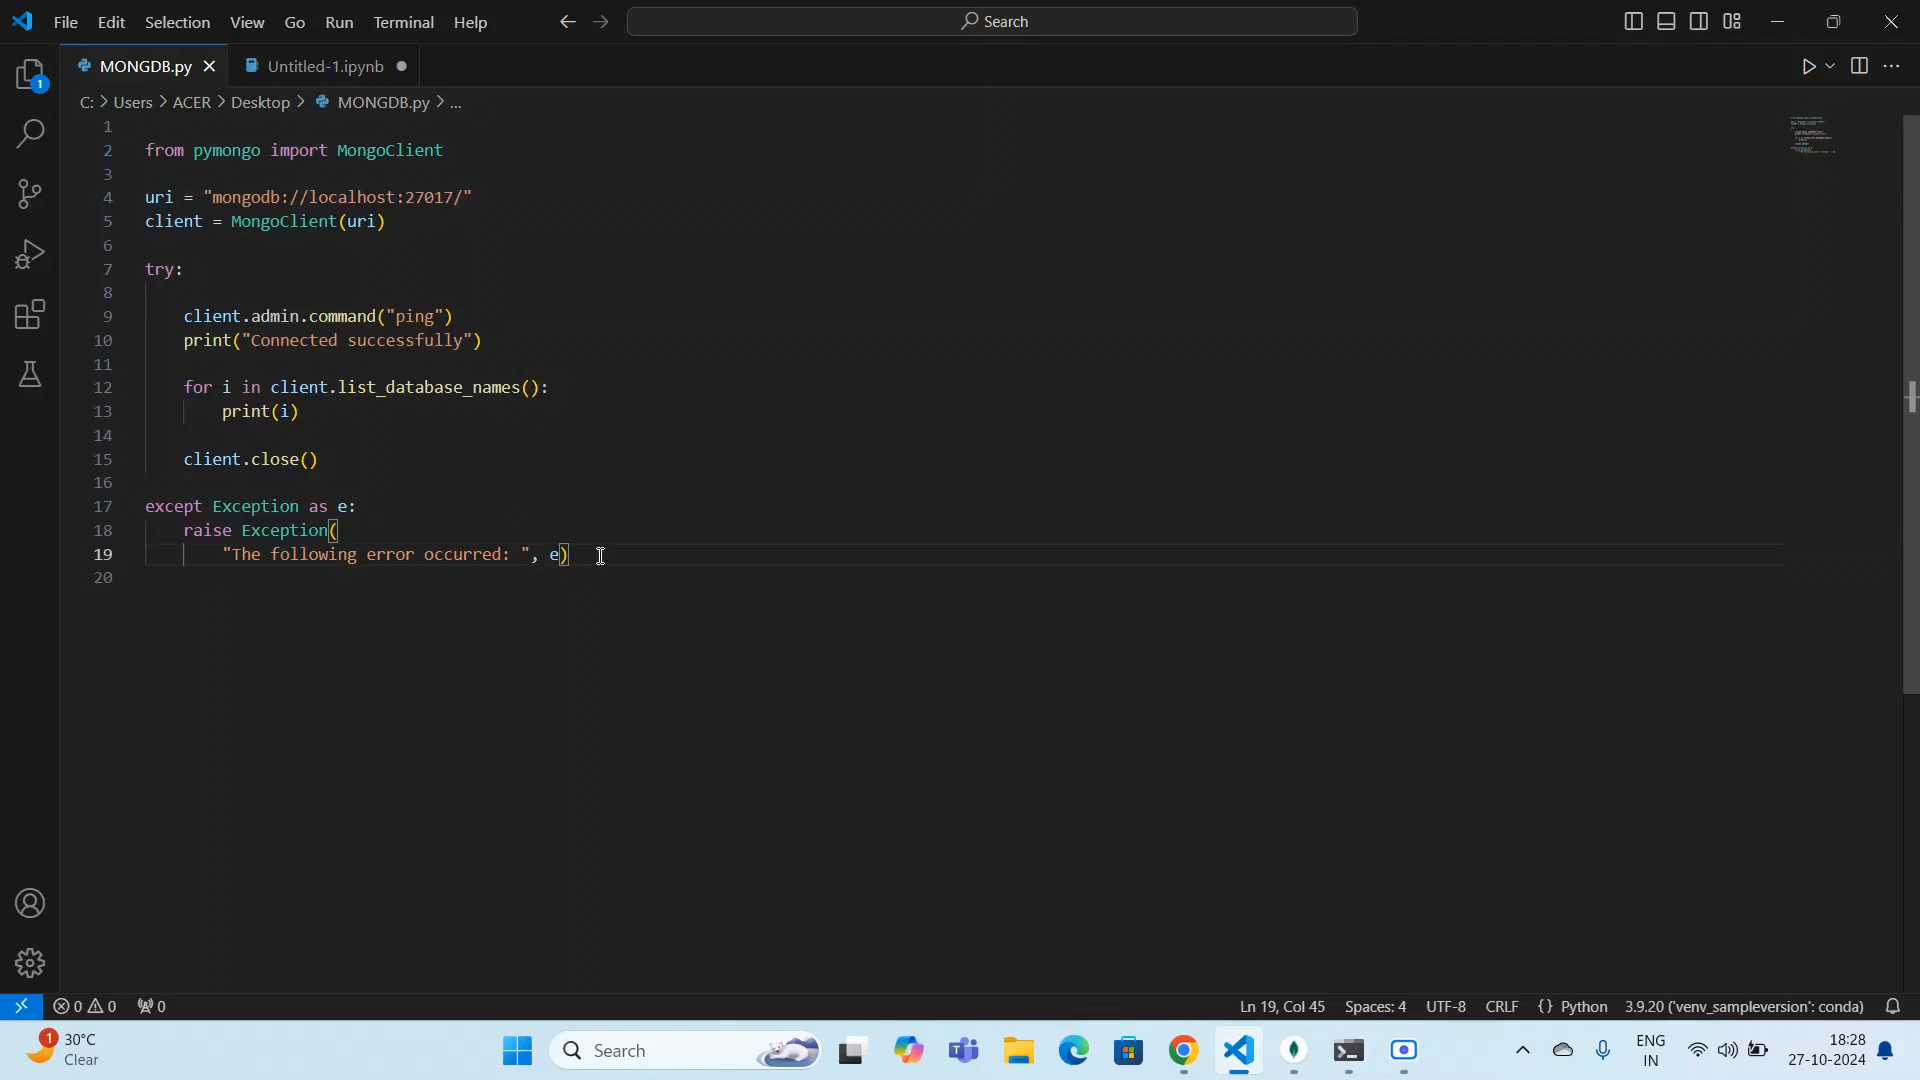 File Edit Selection View Go Run Terminal Help Search
MONGDB.py Untitled-1.ipynb
1
C: > Users > ACER > Desktop > MONGDB.py > ...
1
2 from pymongo import MongoClient
3
4 uri = "mongodb://localhost:27017/"
5 client = MongoClient(uri)
6
7 try:
8
9 client.admin.command("ping")
10 print("Connected successfully")
11
12 for i in client.list_database_names():
13 print(i)
14
15 client.close()
16
17 except Exception as e:
18 raise Exception(
19 "The following error occurred: ", e)
20
0 0 0 Ln 19, Col 45 Spaces: 4 UTF-8 CRLF {} Python 3.9.20 ('venv_sampleversion': conda)
1 30°C Search ENG 18:28
Clear IN 27-10-2024